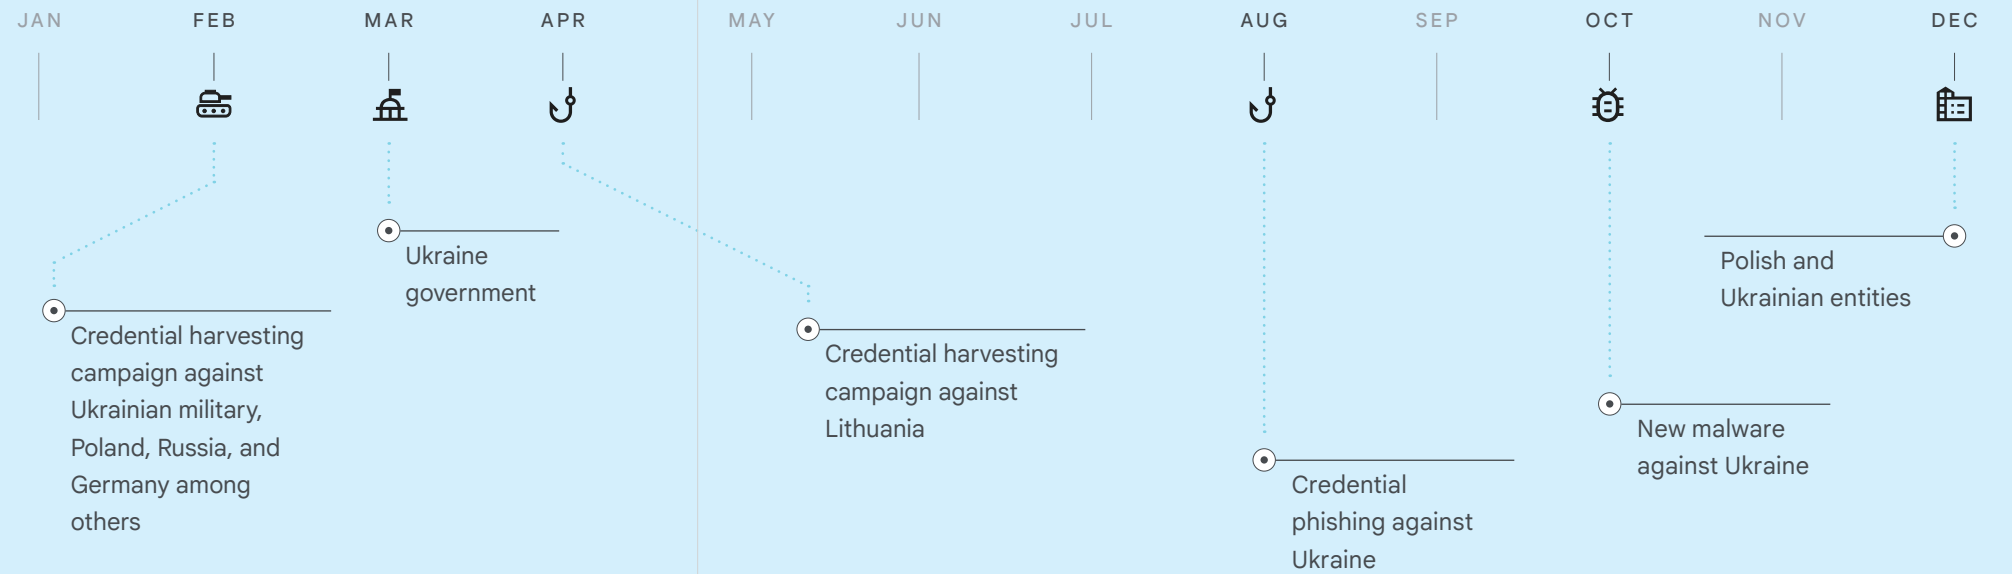 JAN FEB MAR APR MAY JUN JUL AUG SEP OCT NOV DEC
Credential harvesting
campaign against
Ukrainian military,
Poland, Russia, and
Germany among
others
Ukraine
government
Credential harvesting
campaign against
Lithuania
Credential
phishing against
Ukraine
New malware
against Ukraine
Polish and
Ukrainian entities